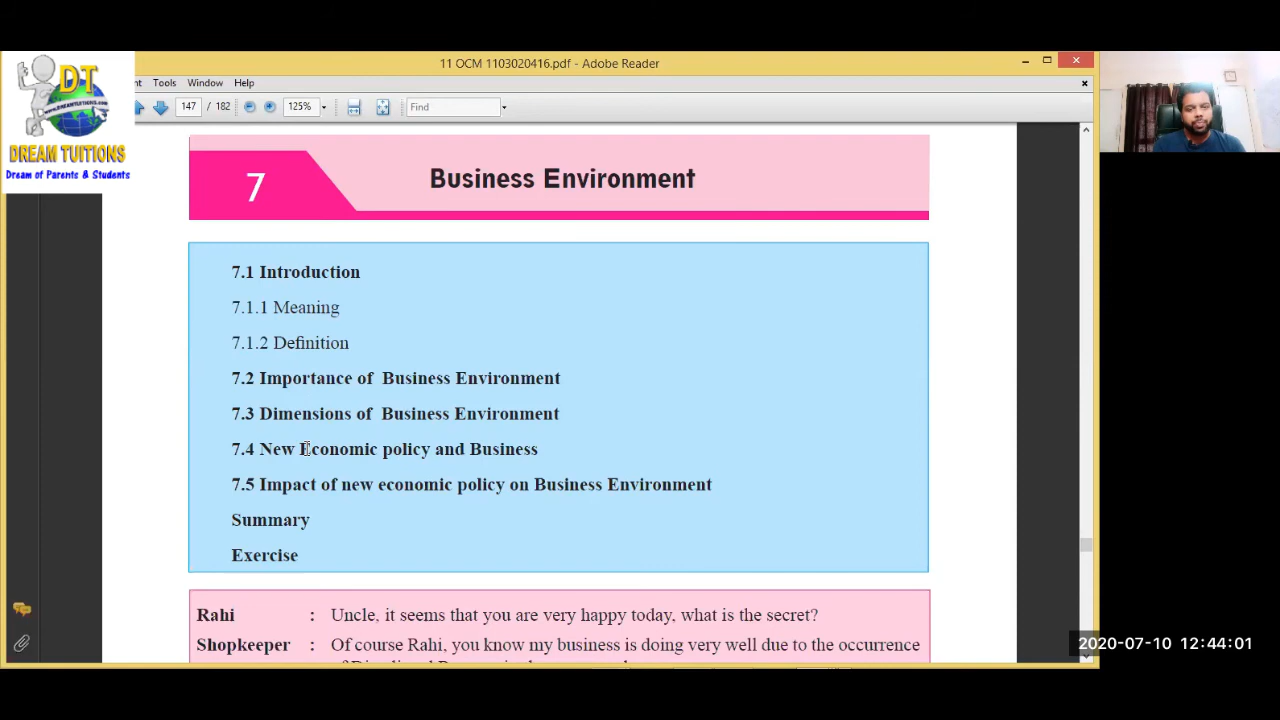 11 OCM 1103020416.pdf - Adobe Reader
Tools Window Help
147 / 182 125% Find
DT
www.DREAMTUITIONS.com
DREAM TUITIONS
Dream of Parents & Students
7 Business Environment
7.1 Introduction
7.1.1 Meaning
7.1.2 Definition
7.2 Importance of Business Environment
7.3 Dimensions of Business Environment
7.4 New Economic policy and Business
7.5 Impact of new economic policy on Business Environment
Summary
Exercise
Rahi : Uncle, it seems that you are very happy today, what is the secret?
Shopkeeper : Of course Rahi, you know my business is doing very well due to the occurrence
2020-07-10 12:44:01